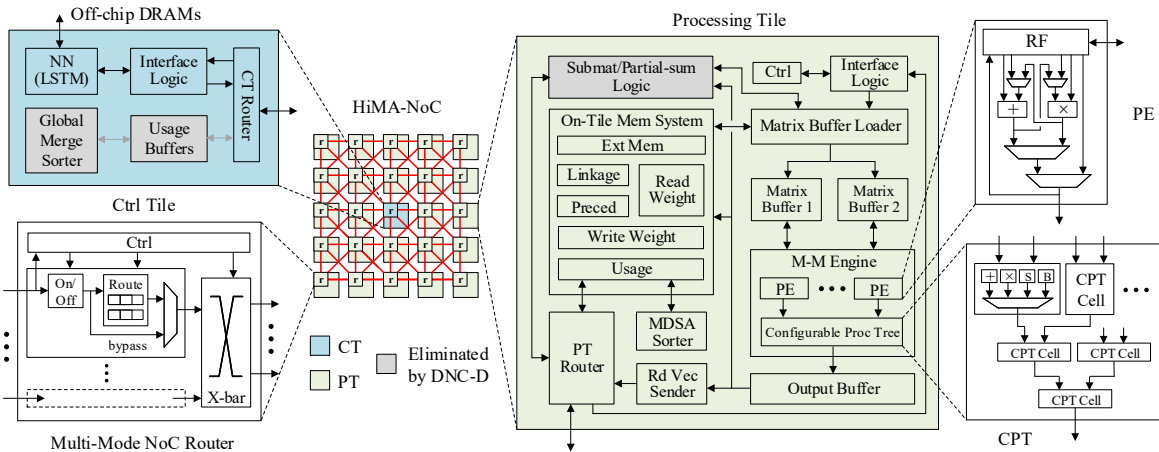 Off-chip DRAMs
NN
(LSTM)
Interface
Logic
CT Router
Global
Merge
Sorter
Usage
Buffers
Ctrl Tile
Ctrl
On/
Off
Route
bypass
X-bar
Multi-Mode NoC Router
HiMA-NoC
r r r r r
r r r r r
r r r r r
r r r r r
r r r r r
CT
PT
Eliminated
by DNC-D
Processing Tile
Submat/Partial-sum
Logic
Ctrl
Interface
Logic
On-Tile Mem System
Ext Mem
Linkage
Preced
Read
Weight
Write Weight
Usage
Matrix Buffer Loader
Matrix
Buffer 1
Matrix
Buffer 2
M-M Engine
PE
PE
Configurable Proc Tree
PT
Router
MDSA
Sorter
Rd Vec
Sender
Output Buffer
RF
+
×
PE
+ × S B
CPT
Cell
CPT Cell
CPT Cell
CPT Cell
CPT